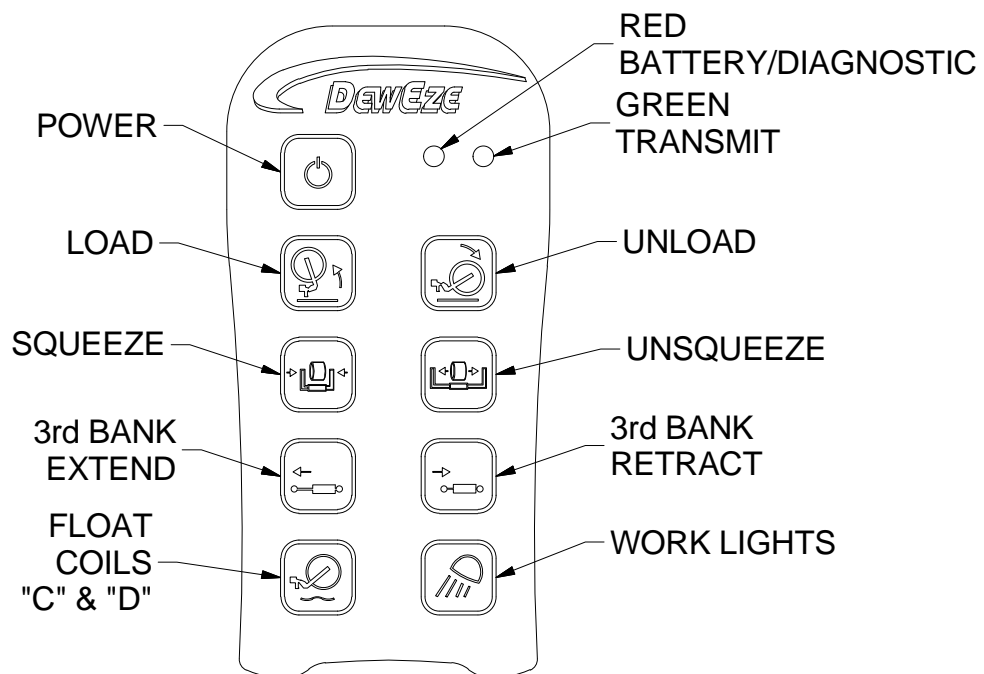 RED
BATTERY/DIAGNOSTIC
DEWEZE
GREEN
TRANSMIT
POWER
LOAD
UNLOAD
SQUEEZE
UNSQUEEZE
3rd BANK
EXTEND
3rd BANK
RETRACT
FLOAT
COILS
"C" & "D"
WORK LIGHTS